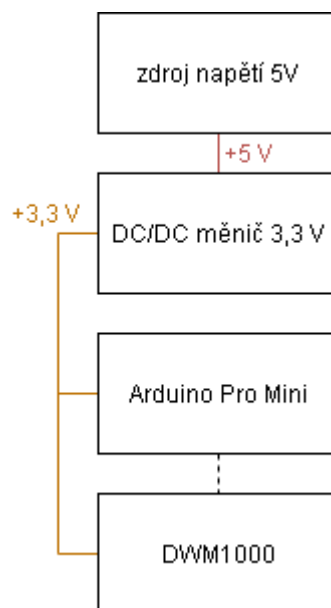 zdroj napětí 5V
+5 V
+3,3 V
DC/DC měnič 3,3 V
Arduino Pro Mini
DWM1000